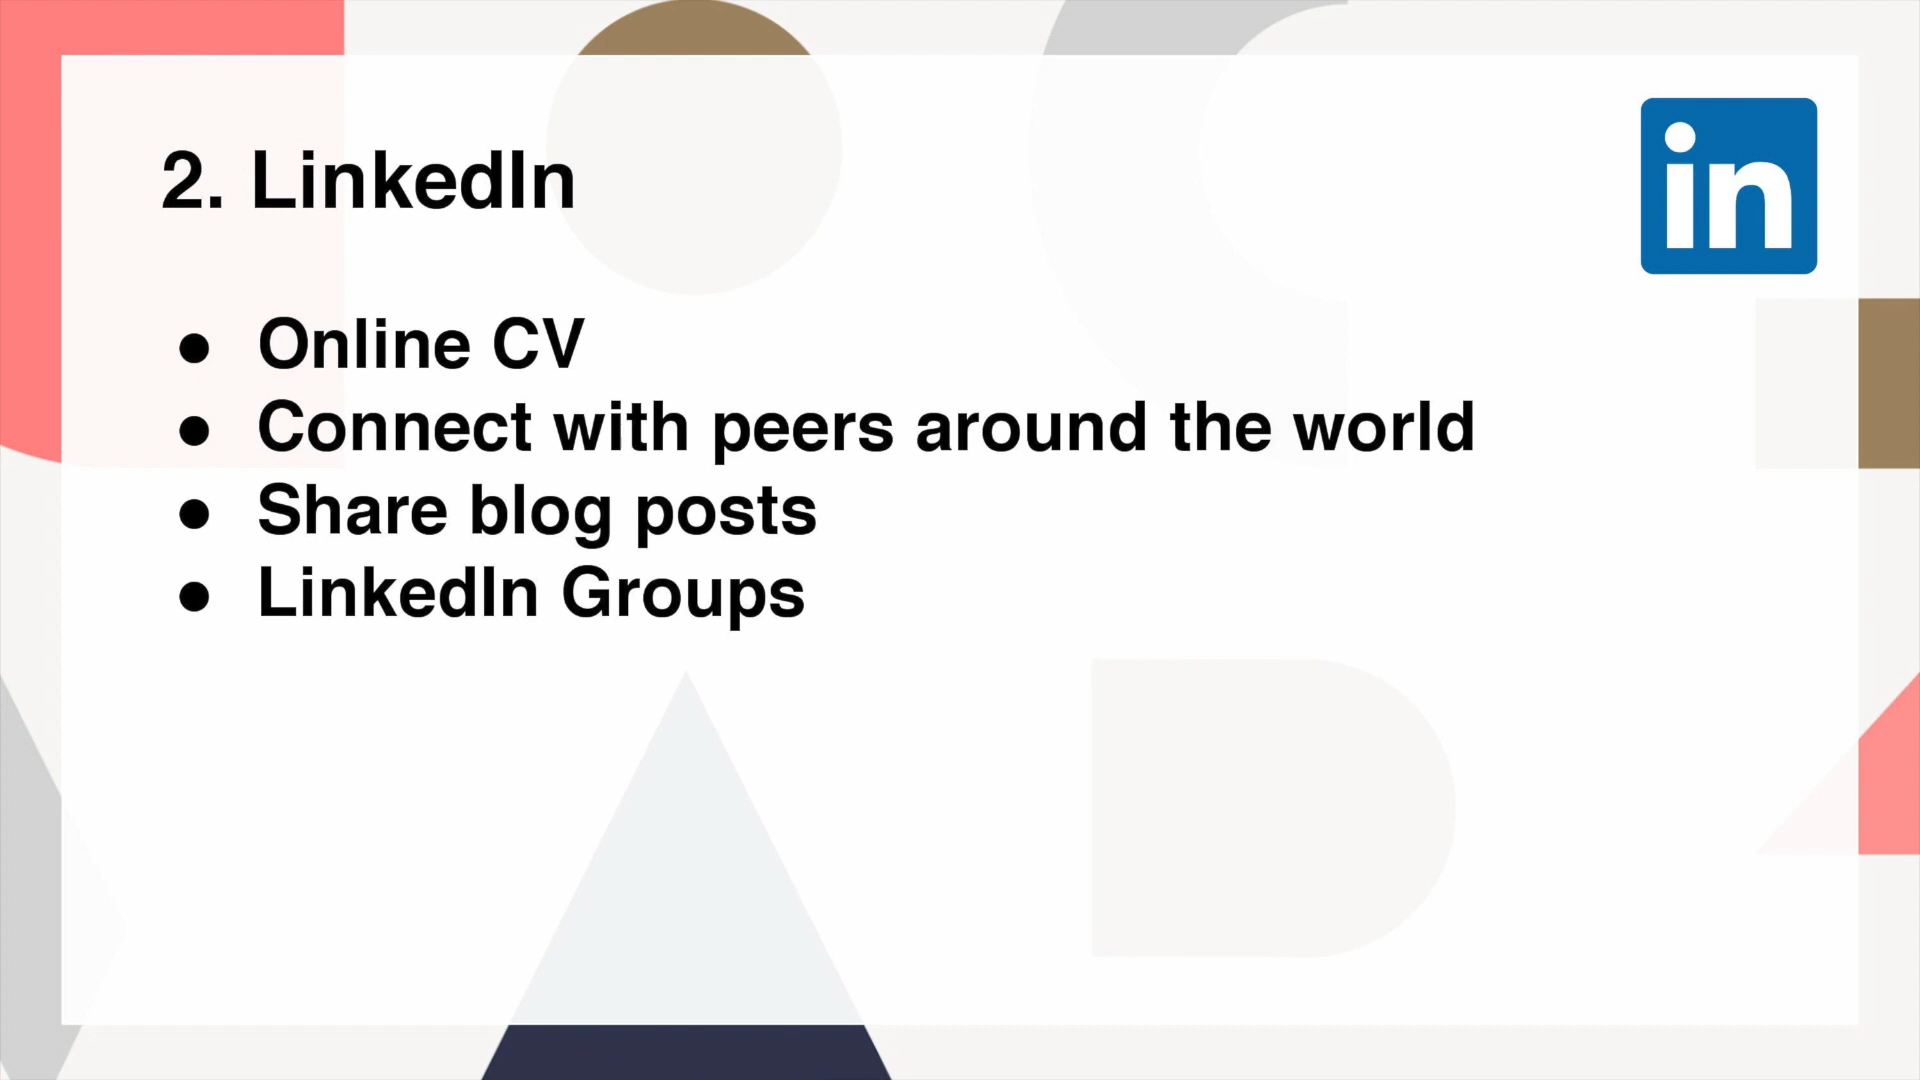 2. LinkedIn
in
● Online CV
● Connect with peers around the world
● Share blog posts
● LinkedIn Groups